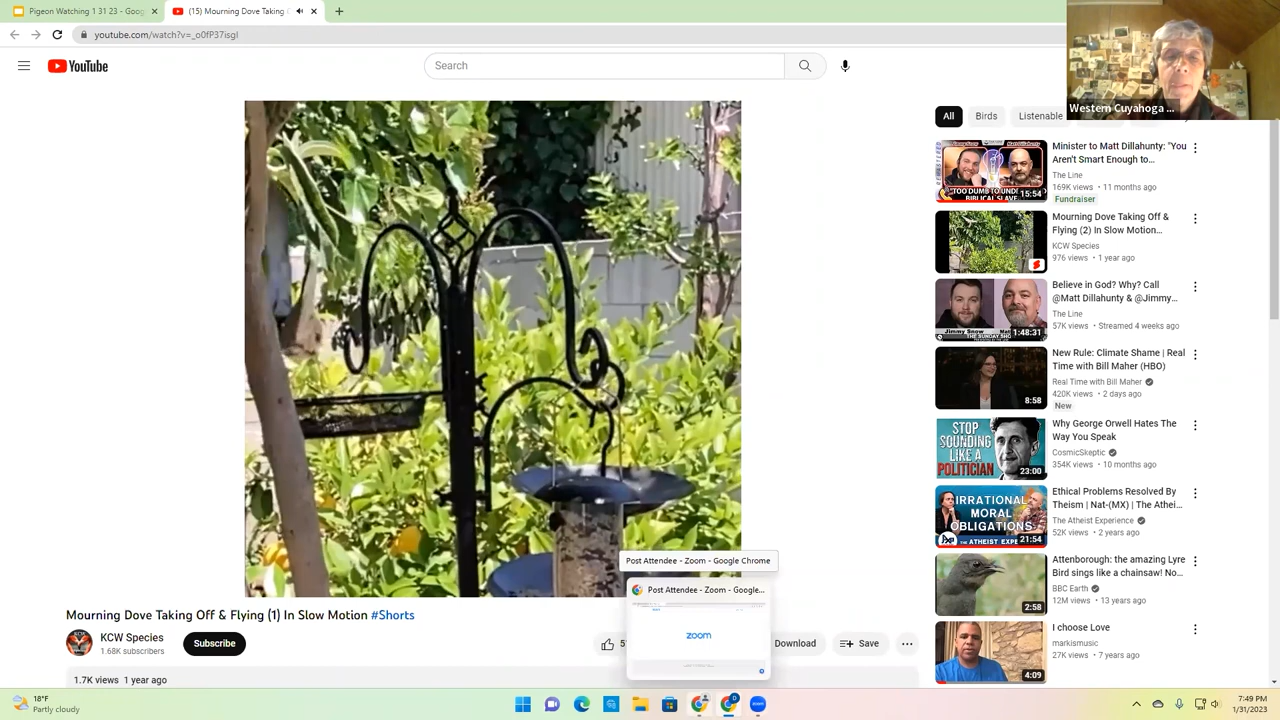 Pigeon Watching 1 31 23 - Goog
(15) Mourning Dove Taking O
youtube.com/watch?v=_o0fP37isgI
YouTube
Search
Western Cuyahoga ...
All
Birds
Listenable
Minister to Matt Dillahunty: "You
Aren't Smart Enough to…
The Line
169K views • 11 months ago
Fundraiser
15:54
Mourning Dove Taking Off &
Flying (2) In Slow Motion…
KCW Species
976 views • 1 year ago
Believe in God? Why? Call
@Matt Dillahunty & @Jimmy…
The Line
57K views • Streamed 4 weeks ago
Jimmy Snow
1:48:31
New Rule: Climate Shame | Real
Time with Bill Maher (HBO)
Real Time with Bill Maher
420K views • 2 days ago
New
8:58
STOP
SOUNDING
LIKE A
POLITICIAN
23:00
Why George Orwell Hates The
Way You Speak
CosmicSkeptic
354K views • 10 months ago
IRRATIONAL
MORAL
OBLIGATIONS
21:54
Ethical Problems Resolved By
Theism | Nat-(MX) | The Athei…
The Atheist Experience
52K views • 2 years ago
Attenborough: the amazing Lyre
Bird sings like a chainsaw! No…
BBC Earth
12M views • 13 years ago
2:58
I choose Love
markismusic
27K views • 7 years ago
4:09
Post Attendee - Zoom - Google Chrome
Post Attendee - Zoom - Google...
zoom
Mourning Dove Taking Off & Flying (1) In Slow Motion #Shorts
KCW Species
1.68K subscribers
Subscribe
Download
Save
1.7K views 1 year ago
18°F
Partly cloudy
7:49 PM
1/31/2023